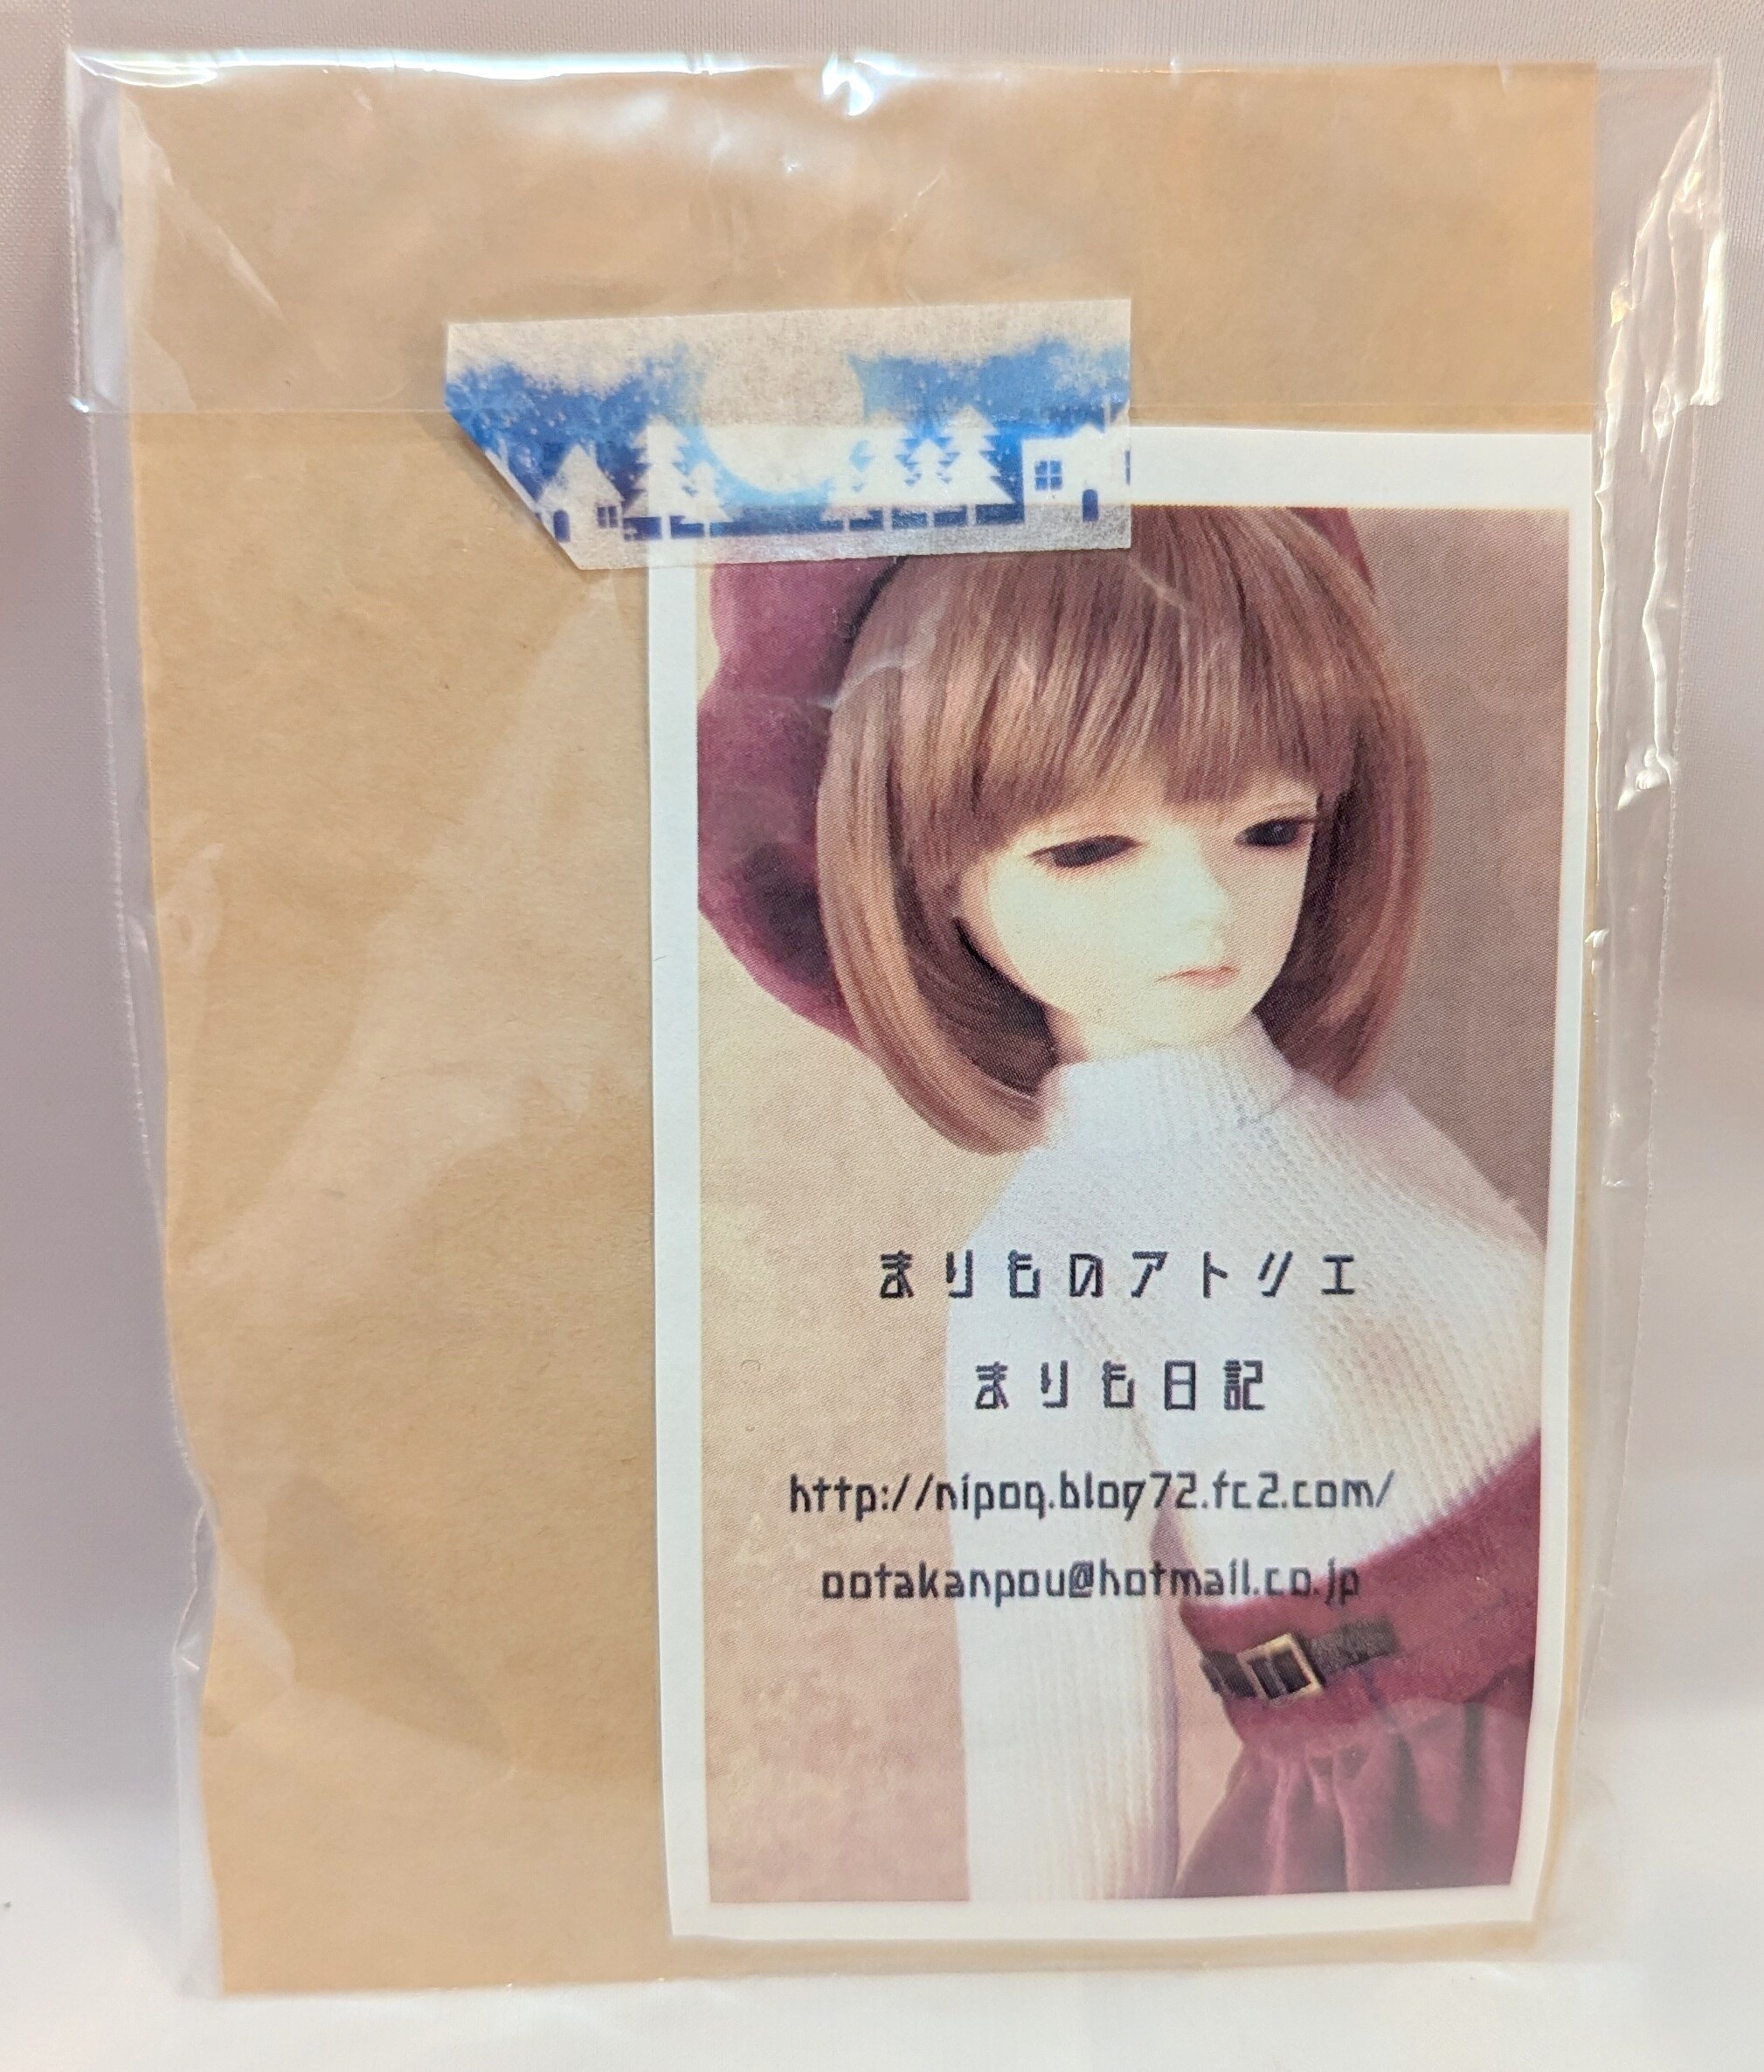 まりものアトリエ
まりも日記
http://nipoq.blog72.fc2.com/
ootakanpou@hotmail.co.jp